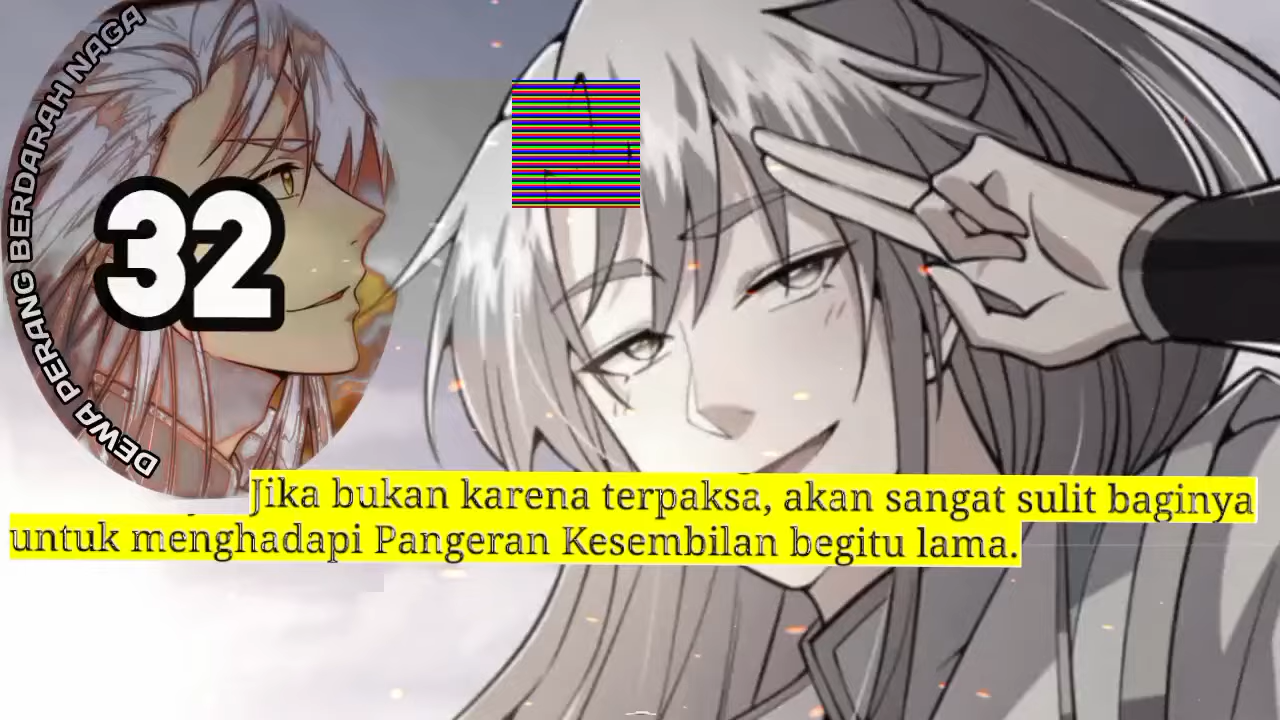 DEWA PERANG BERDARAH NAGA
32
Jika bukan karena terpaksa, akan sangat sulit baginya
untuk menghadapi Pangeran Kesembilan begitu lama.